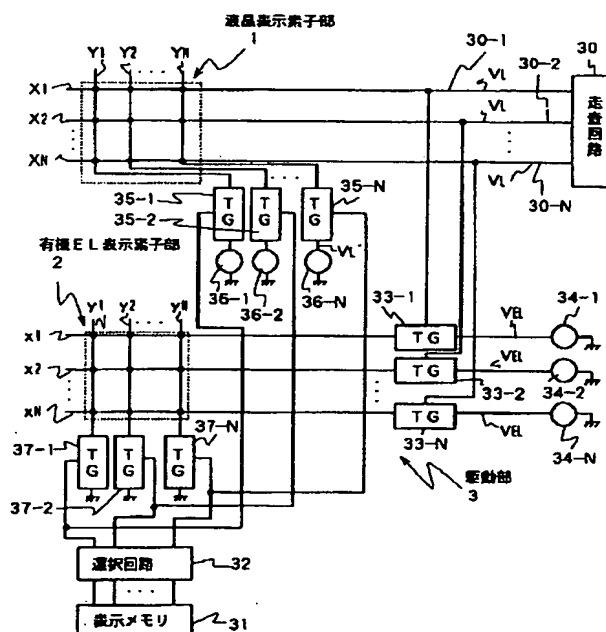 液晶表示素子部
1
Y1 Y2 ..... YN
30-1
30-2
30
X1
X2
XN
VL
VL
VL
走査回路
30-N
35-1
35-2
35-N
TG
TG
TG
VL
36-1
36-2
36-N
有機EL表示素子部
2
Y1 Y2 ..... YN
x1
x2
xN
33-1
TG
VEL
34-1
TG
VEL
34-2
33-2
TG
VEL
34-N
33-N
37-1
37-2
37-N
TG
TG
TG
駆動部
3
選択回路
32
表示メモリ
31